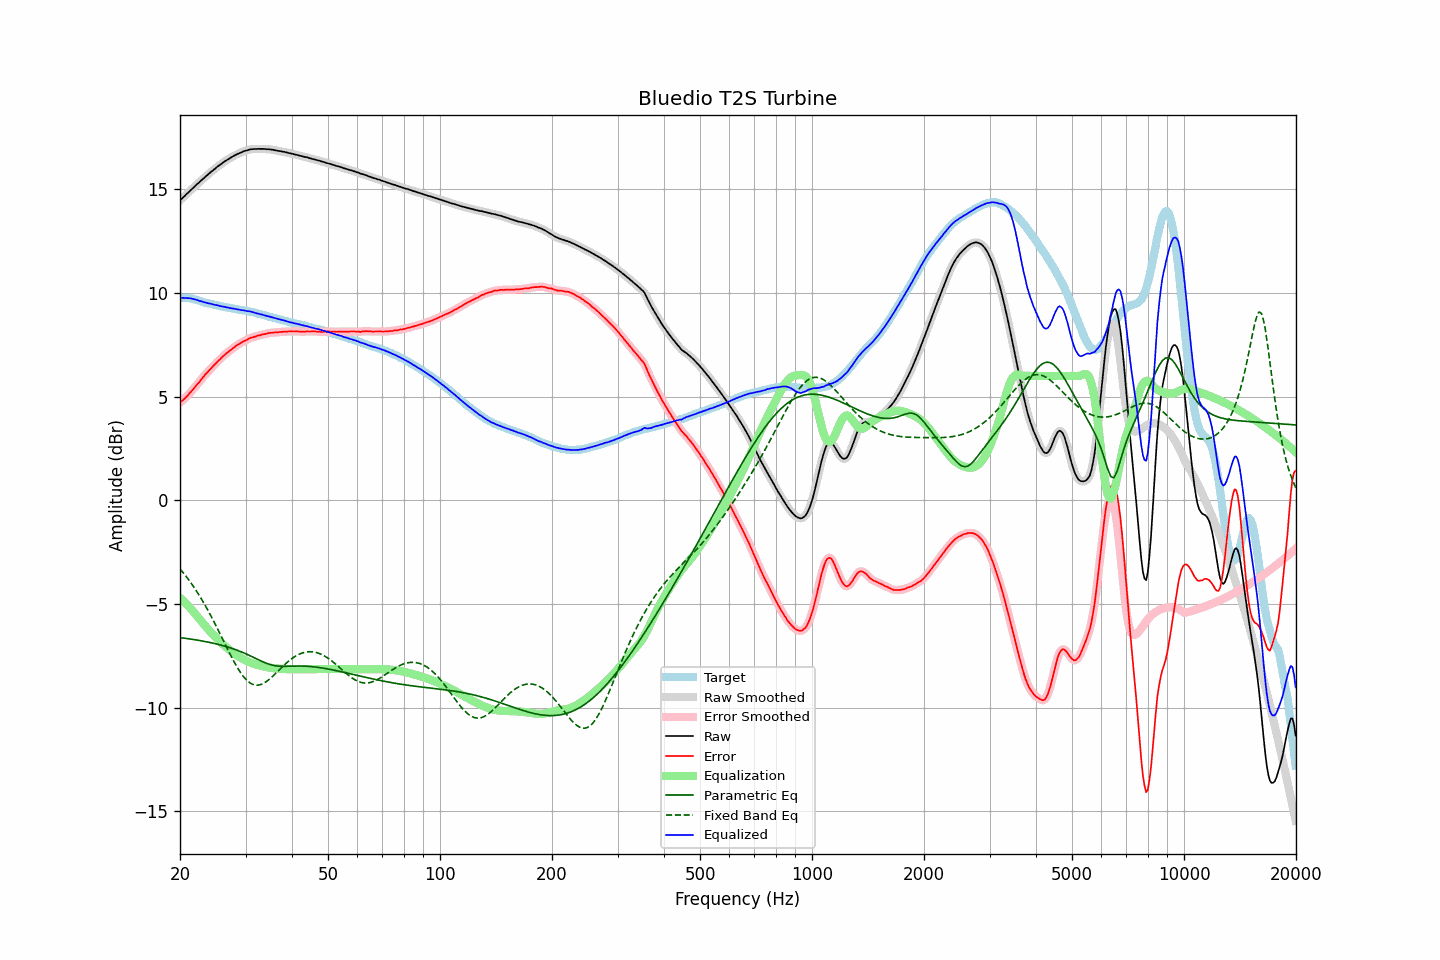 Bluedio T2S Turbine
Amplitude (dBr)
15
10
5
0
−5
−10
−15
Target
Raw Smoothed
Error Smoothed
Raw
Error
Equalization
Parametric Eq
Fixed Band Eq
Equalized
20 50 100 200 500 1000 2000 5000 10000 20000
Frequency (Hz)